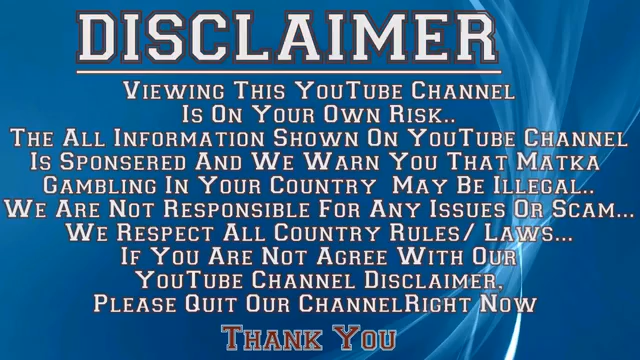 DISCLAIMER
Viewing This YouTube Channel
Is On Your Own Risk..
The All Information Shown On YouTube Channel
Is Sponsered And We Warn You That Matka
Gambling In Your Country May Be Illegal..
We Are Not Responsible For Any Issues Or Scam...
We Respect All Country Rules/ Laws...
If You Are Not Agree With Our
YouTube Channel Disclaimer,
Please Quit Our ChannelRight Now
Thank You